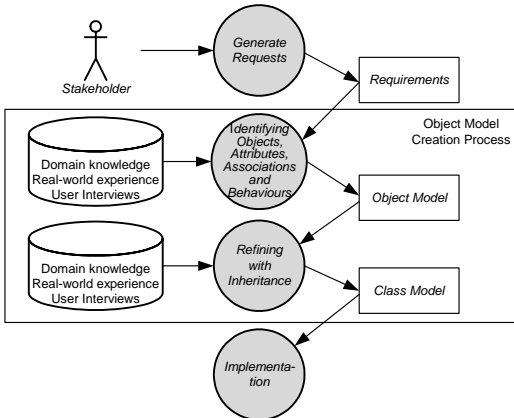 Generate
Requests
Stakeholder
Requirements
Object Model
Creation Process
Identifying
Objects,
Attributes,
Associations
and
Behaviours
Domain knowledge
Real-world experience
User Interviews
Object Model
Refining
with
Inheritance
Domain knowledge
Real-world experience
User Interviews
Class Model
Implementa-
tion